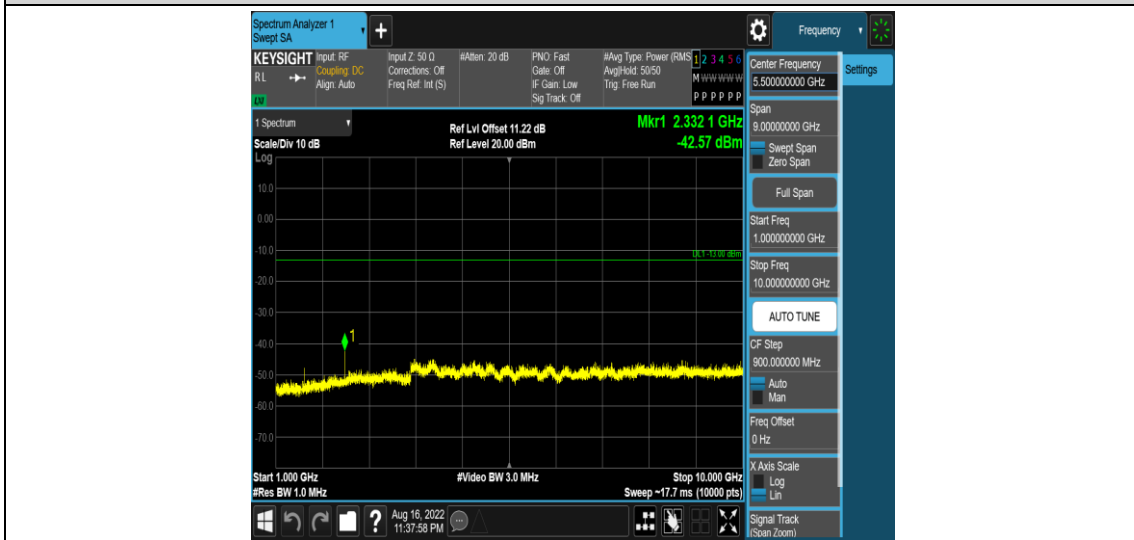 Spectrum Analyzer 1
Swept SA
+
Frequency
KEYSIGHT
RL
LXI
Input: RF
Coupling: DC
Align: Auto
Input Z: 50 Ω
Corrections: Off
Freq Ref: Int (S)
#Atten: 20 dB
PNO: Fast
Gate: Off
IF Gain: Low
Sig Track: Off
#Avg Type: Power (RMS
Avg|Hold: 50/50
Trig: Free Run
1 2 3 4 5 6
M W W W W W
P P P P P P
1 Spectrum
Scale/Div 10 dB
Ref Lvl Offset 11.22 dB
Ref Level 20.00 dBm
Mkr1 2.332 1 GHz
-42.57 dBm
Log
10.0
0.00
-10.0
DL1 -13.00 dBm
-20.0
-30.0
1
-40.0
-50.0
-60.0
-70.0
Start 1.000 GHz
#Res BW 1.0 MHz
#Video BW 3.0 MHz
Stop 10.000 GHz
Sweep ~17.7 ms (10000 pts)
?
Aug 16, 2022
11:37:58 PM
Center Frequency
5.500000000 GHz
Settings
Span
9.00000000 GHz
Swept Span
Zero Span
Full Span
Start Freq
1.000000000 GHz
Stop Freq
10.000000000 GHz
AUTO TUNE
CF Step
900.000000 MHz
Auto
Man
Freq Offset
0 Hz
X Axis Scale
Log
Lin
Signal Track
(Span Zoom)